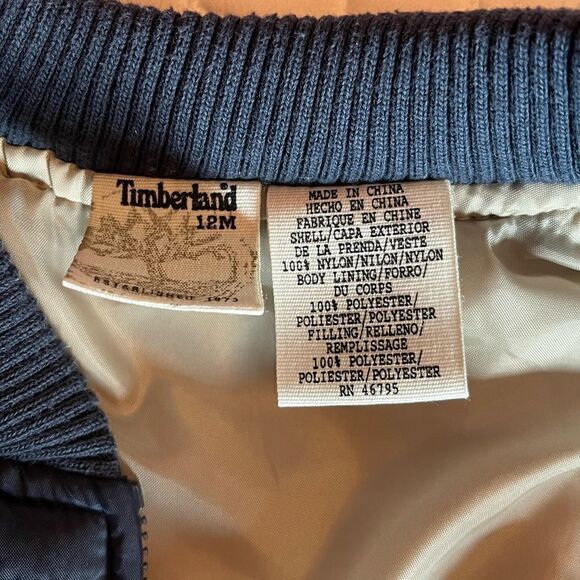 Timberland
12M
ESTABLISHED 1973
MADE IN CHINA
HECHO EN CHINA
FABRIQUE EN CHINE
SHELL/CAPA EXTERIOR
DE LA PRENDA/VESTE
100% NYLON/NILON/NYLON
BODY LINING/FORRO/
DU CORPS
100% POLYESTER/
POLIESTER/POLYESTER
FILLING/RELLENO/
REMPLISSAGE
100% POLYESTER/
POLIESTER/POLYESTER
RN 46795